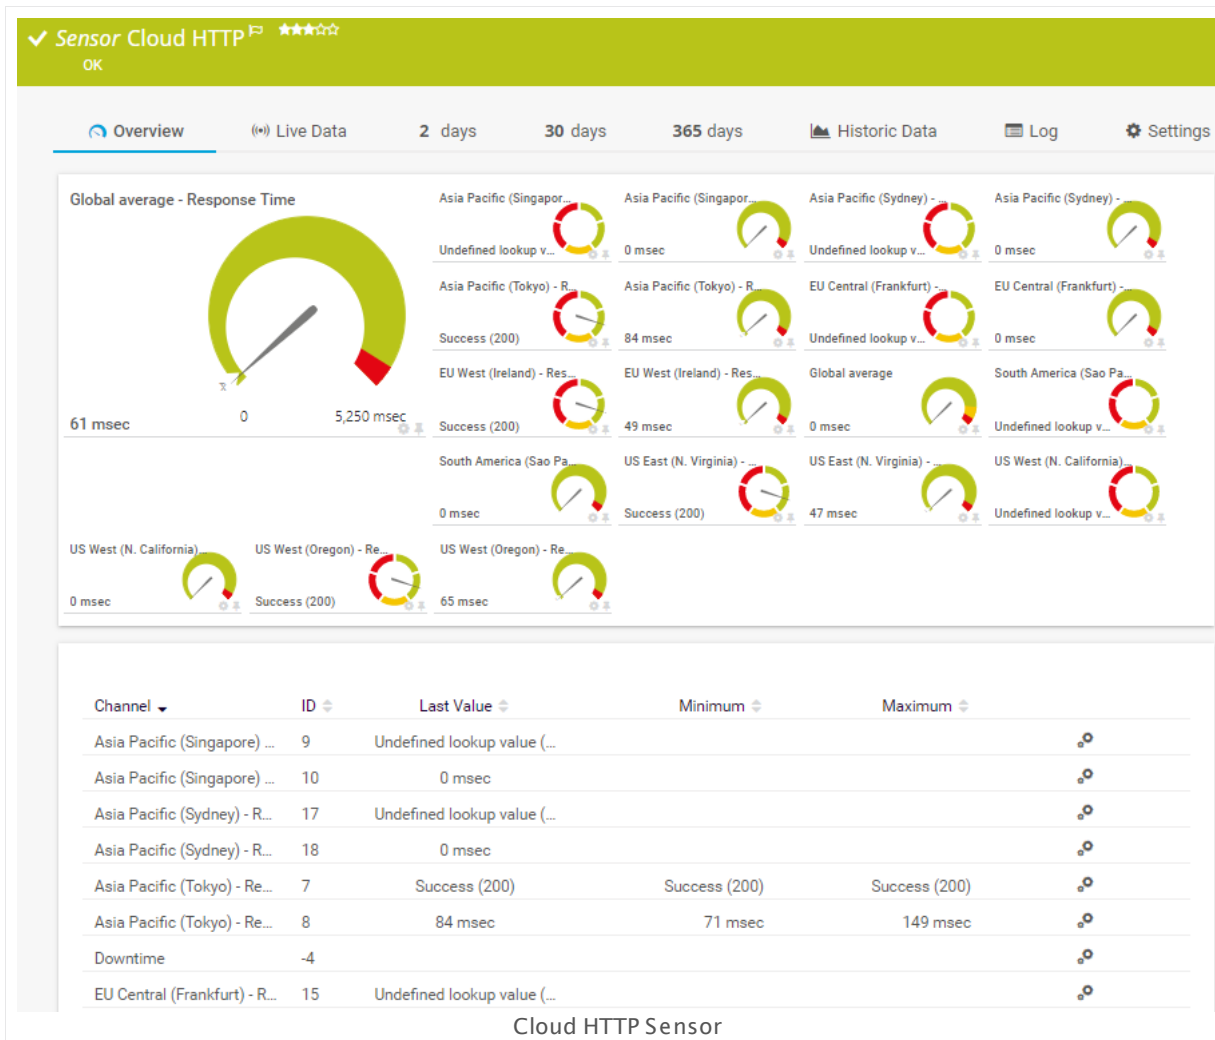 Sensor Cloud HTTP
OK
Overview Live Data 2 days 30 days 365 days Historic Data Log Settings
Global average - Response Time
61 msec
0
5,250 msec
Asia Pacific (Singapor...
Undefined lookup v...
Asia Pacific (Singapor...
0 msec
Asia Pacific (Sydney) - ...
Undefined lookup v...
Asia Pacific (Sydney) - ...
0 msec
Asia Pacific (Tokyo) - R...
Success (200)
Asia Pacific (Tokyo) - R...
84 msec
EU Central (Frankfurt) - ...
Undefined lookup v...
EU Central (Frankfurt) - ...
0 msec
EU West (Ireland) - Res...
Success (200)
EU West (Ireland) - Res...
49 msec
Global average
0 msec
South America (Sao Pa...
Undefined lookup v...
South America (Sao Pa...
0 msec
US East (N. Virginia) - ...
Success (200)
US East (N. Virginia) - ...
47 msec
US West (N. California)...
Undefined lookup v...
US West (N. California)...
0 msec
US West (Oregon) - Re...
Success (200)
US West (Oregon) - Re...
65 msec
Channel ID Last Value Minimum Maximum
Asia Pacific (Singapore) ... 9 Undefined lookup value (...
Asia Pacific (Singapore) ... 10 0 msec
Asia Pacific (Sydney) - R... 17 Undefined lookup value (...
Asia Pacific (Sydney) - R... 18 0 msec
Asia Pacific (Tokyo) - Re... 7 Success (200) Success (200) Success (200)
Asia Pacific (Tokyo) - Re... 8 84 msec 71 msec 149 msec
Downtime -4
EU Central (Frankfurt) - R... 15 Undefined lookup value (...
Cloud HTTP Sensor